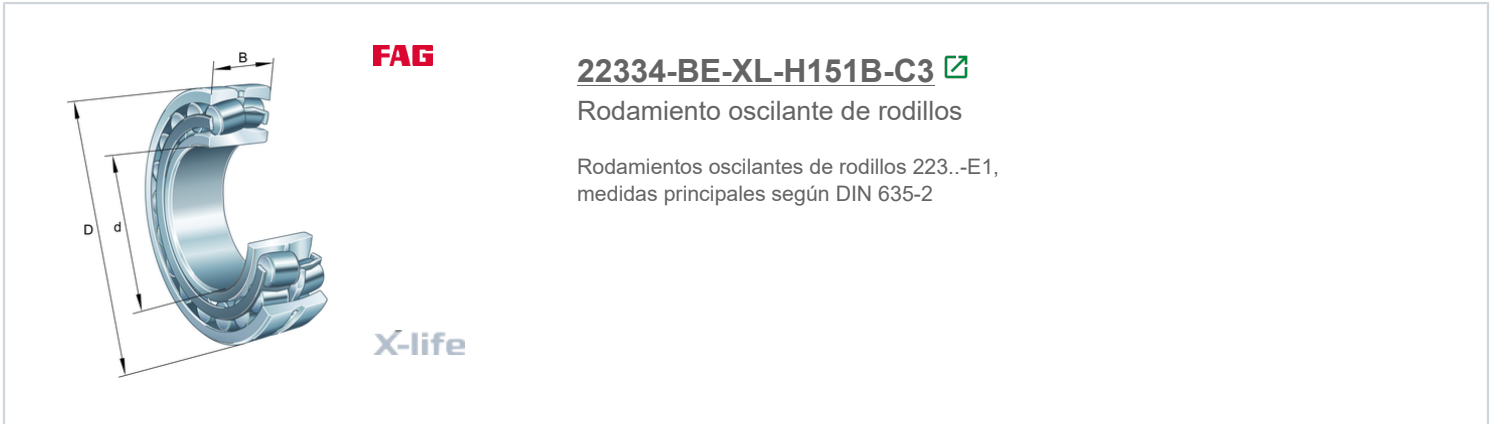 FAG
B
D
d
X-life
22334-BE-XL-H151B-C3
Rodamiento oscilante de rodillos
Rodamientos oscilantes de rodillos 223..-E1,
medidas principales según DIN 635-2